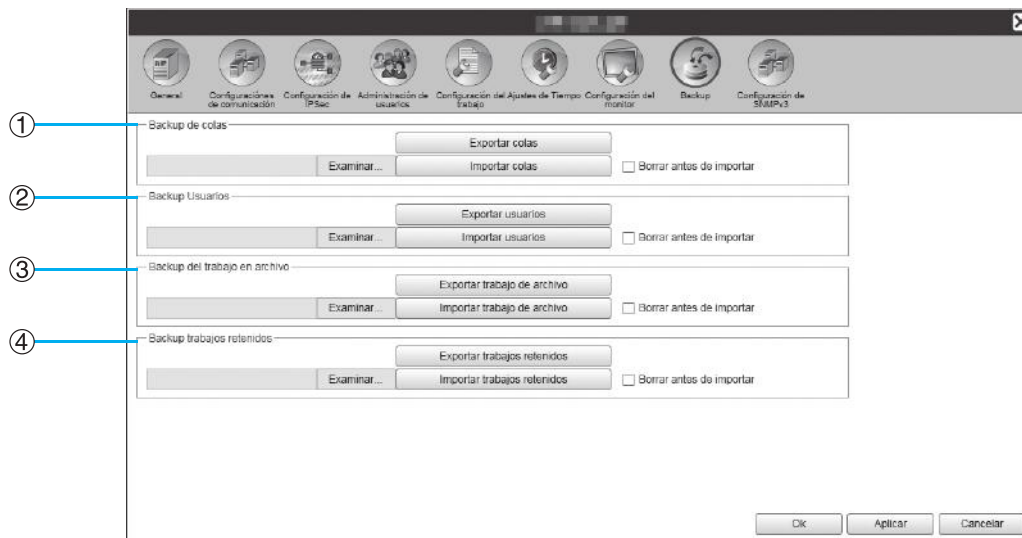 General
Configuraciónes de comunicación
Configuración de IPSec
Administración de usuarios
Configuración del trabajo
Ajustes de Tiempo
Configuración del monitor
Backup
Configuración de SNMPv3
① Backup de colas
Exportar colas
Examinar... Importar colas Borrar antes de importar
② Backup Usuarios
Exportar usuarios
Examinar... Importar usuarios Borrar antes de importar
③ Backup del trabajo en archivo
Exportar trabajo de archivo
Examinar... Importar trabajo de archivo Borrar antes de importar
④ Backup trabajos retenidos
Exportar trabajos retenidos
Examinar... Importar trabajos retenidos Borrar antes de importar
Ok Aplicar Cancelar